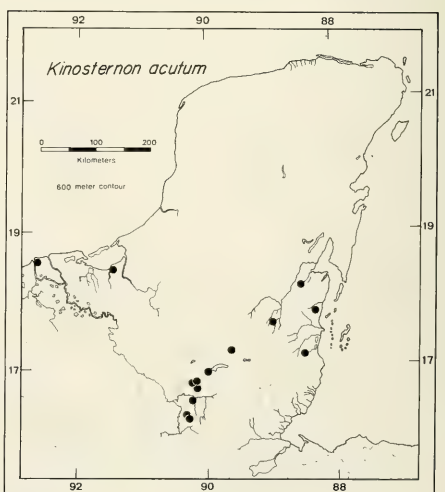 92 90 88
Kinosternon acutum
21 21
0 100 200
Kilometers
600 meter contour
19 19
17 17
92 90 88